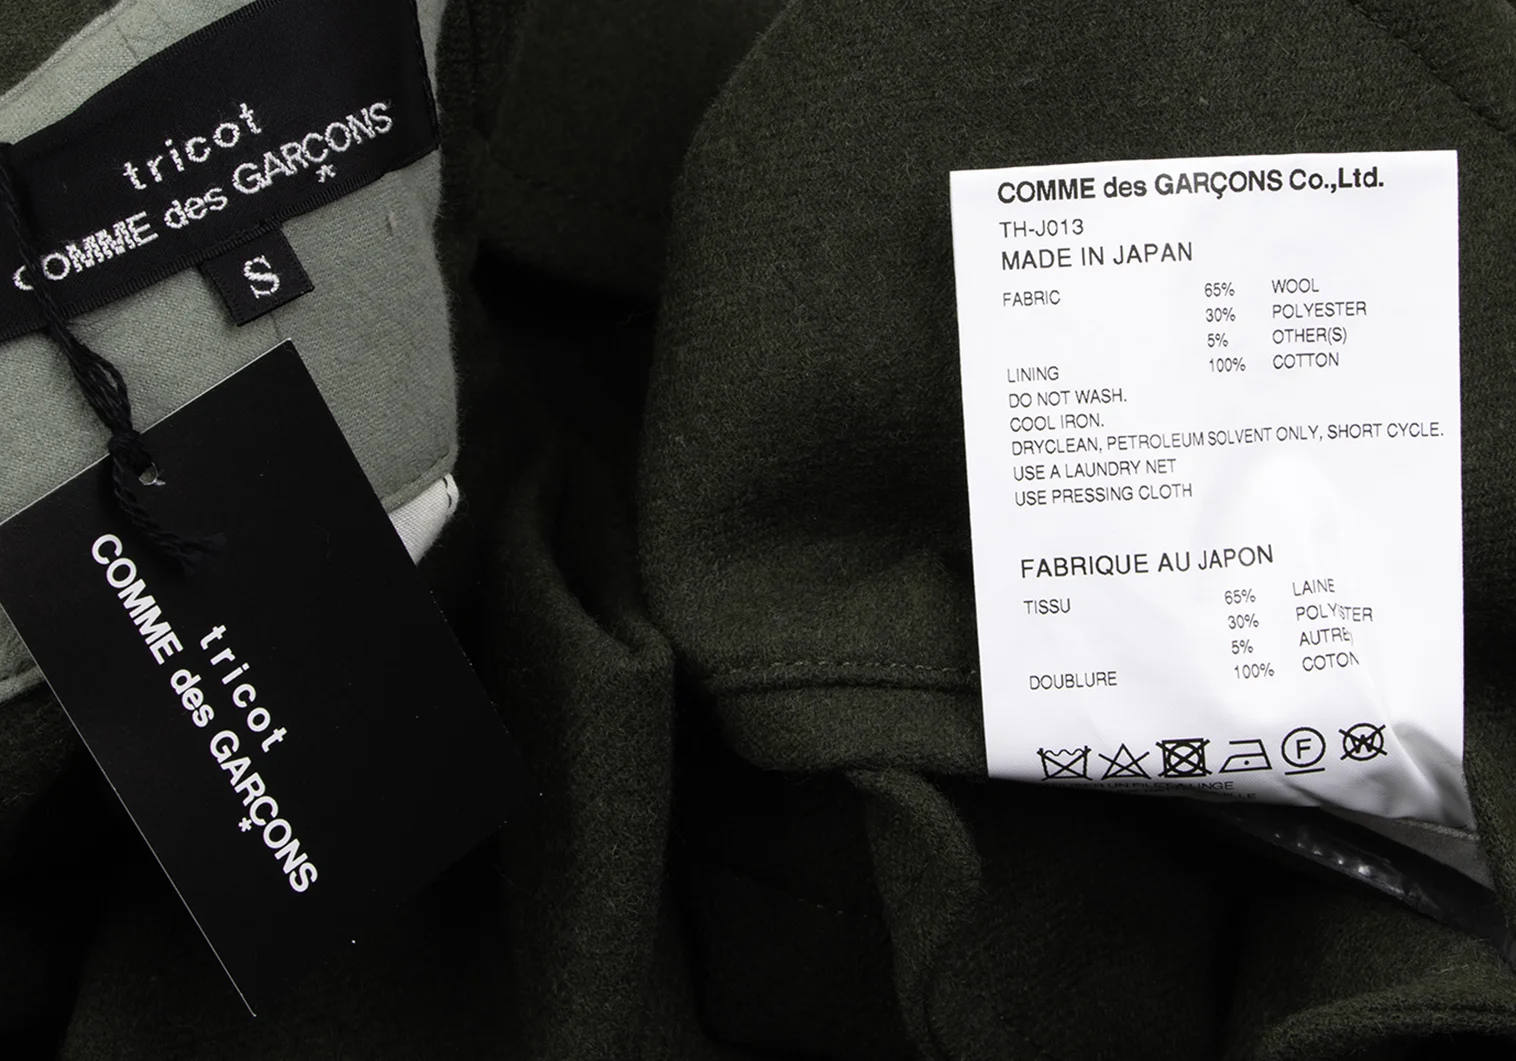 tricot
COMME des GARÇONS
S
tricot
COMME des GARÇONS
COMME des GARÇONS Co.,Ltd.
TH-J013
MADE IN JAPAN
FABRIC 65% WOOL
30% POLYESTER
5% OTHER(S)
LINING 100% COTTON
DO NOT WASH.
COOL IRON.
DRYCLEAN, PETROLEUM SOLVENT ONLY, SHORT CYCLE.
USE A LAUNDRY NET
USE PRESSING CLOTH
FABRIQUE AU JAPON
TISSU 65% LAINE
30% POLYESTER
5% AUTRE
DOUBLURE 100% COTON
F W